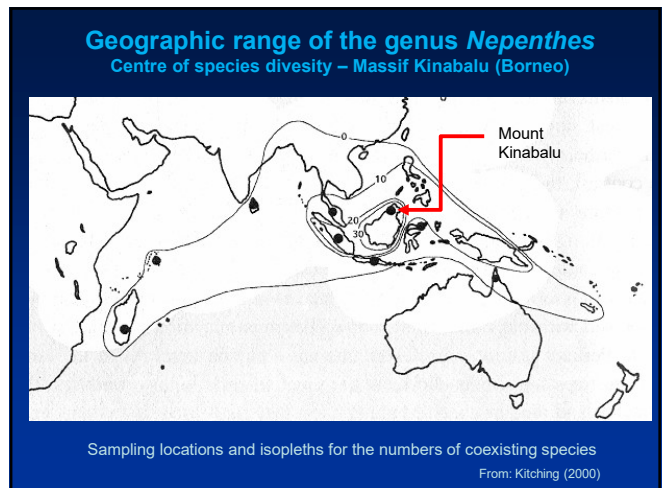 Geographic range of the genus Nepenthes
Centre of species divesity – Massif Kinabalu (Borneo)
Mount
Kinabalu
0
10
20
30
Sampling locations and isopleths for the numbers of coexisting species
From: Kitching (2000)